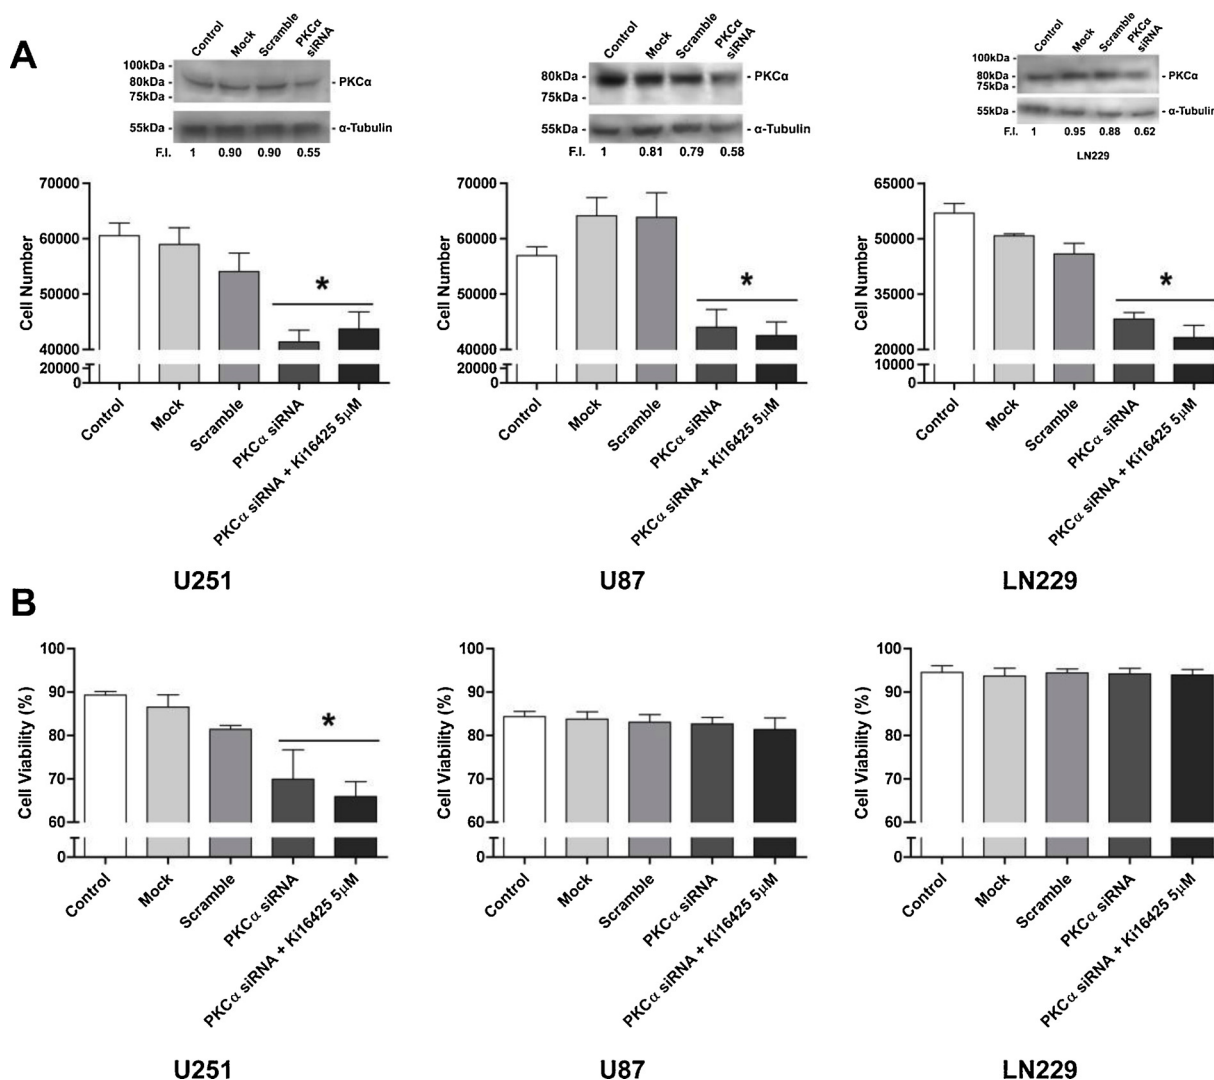 A
Control Mock Scramble PKCα siRNA
100kDa -
80kDa -
75kDa -
- PKCα
55kDa -
- α-Tubulin
F.I. 1 0.90 0.90 0.55
Control Mock Scramble PKCα siRNA
80kDa -
75kDa -
- PKCα
55kDa -
- α-Tubulin
F.I. 1 0.81 0.79 0.58
Control Mock Scramble PKCα siRNA
100kDa -
80kDa -
75kDa -
- PKCα
55kDa -
- α-Tubulin
F.I. 1 0.95 0.88 0.62
LN229
Cell Number
70000
60000
50000
40000
20000
0
*
Control
Mock
Scramble
PKCα siRNA
PKCα siRNA + Ki16425 5µM
U251
Cell Number
70000
60000
50000
40000
20000
0
*
Control
Mock
Scramble
PKCα siRNA
PKCα siRNA + Ki16425 5µM
U87
Cell Number
65000
50000
35000
20000
10000
0
*
Control
Mock
Scramble
PKCα siRNA
PKCα siRNA + Ki16425 5µM
LN229
B
Cell Viability (%)
100
90
80
70
60
0
*
Control
Mock
Scramble
PKCα siRNA
PKCα siRNA + Ki16425 5µM
U251
Cell Viability (%)
100
90
80
70
60
0
Control
Mock
Scramble
PKCα siRNA
PKCα siRNA + Ki16425 5µM
U87
Cell Viability (%)
100
90
80
70
60
0
Control
Mock
Scramble
PKCα siRNA
PKCα siRNA + Ki16425 5µM
LN229